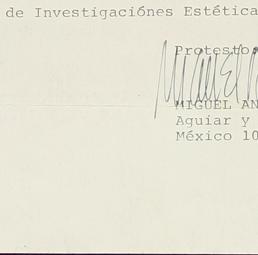 de Investigaciónes Estética
Protesto
MIGUEL AN
Aguiar y
México 10